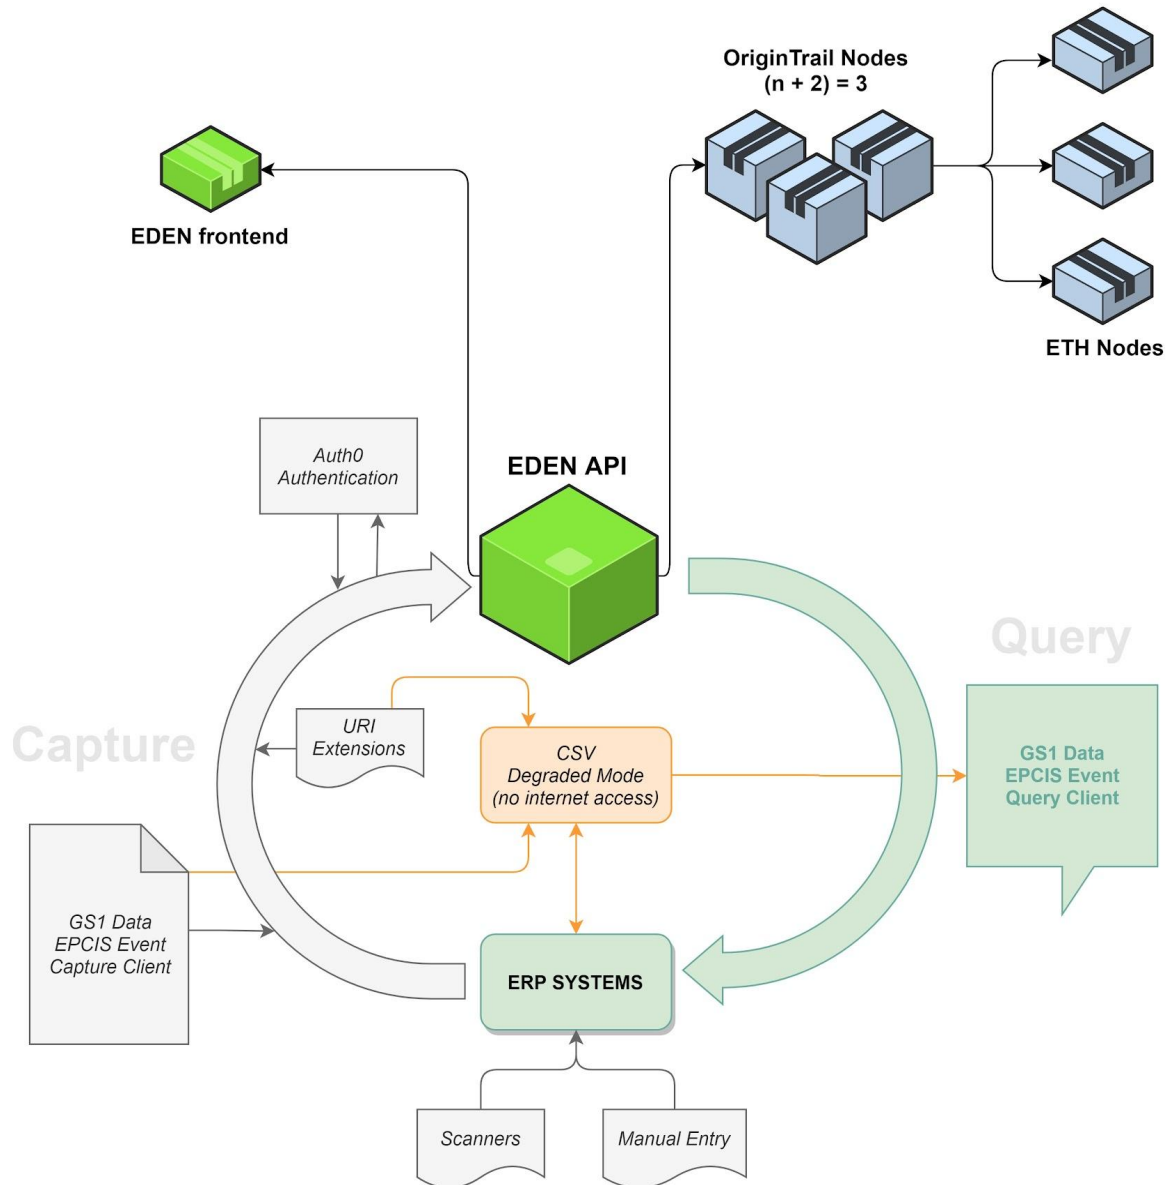 OriginTrail Nodes
(n + 2) = 3
EDEN frontend
ETH Nodes
Auth0
Authentication
EDEN API
Query
Capture
URI
Extensions
CSV
Degraded Mode
(no internet access)
GS1 Data
EPCIS Event
Query Client
GS1 Data
EPCIS Event
Capture Client
ERP SYSTEMS
Scanners
Manual Entry